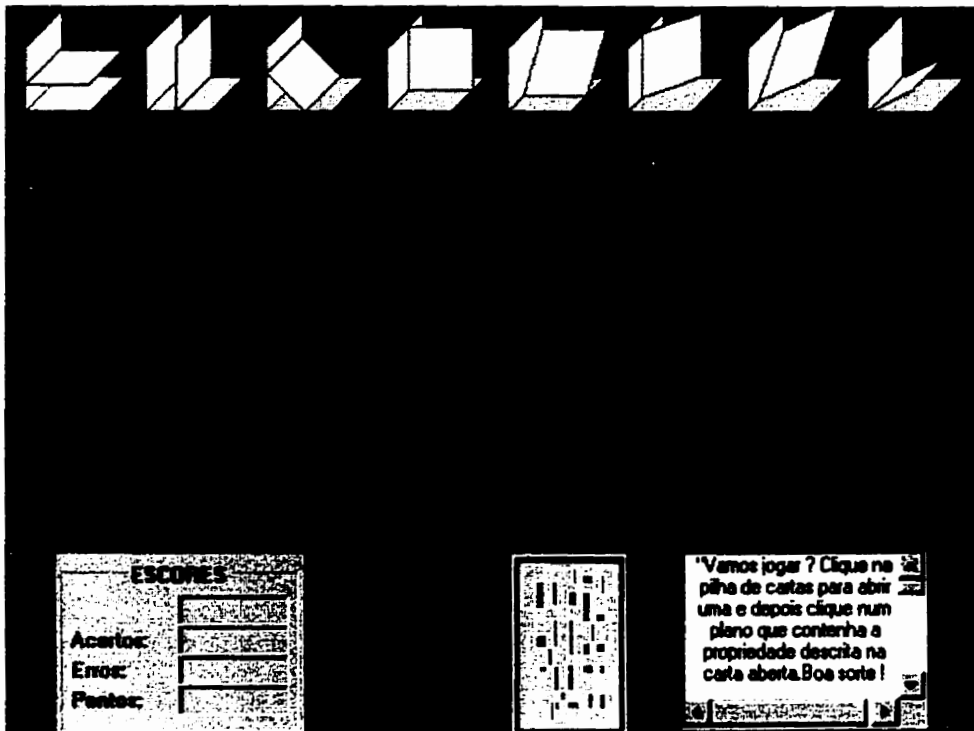 ESCORES
Acertos:
Erros:
Pontos:
"Vamos jogar ? Clique na
pilha de cartas para abrir
uma e depois clique num
plano que contenha a
propriedade descrita na
carta aberta.Boa sorte !